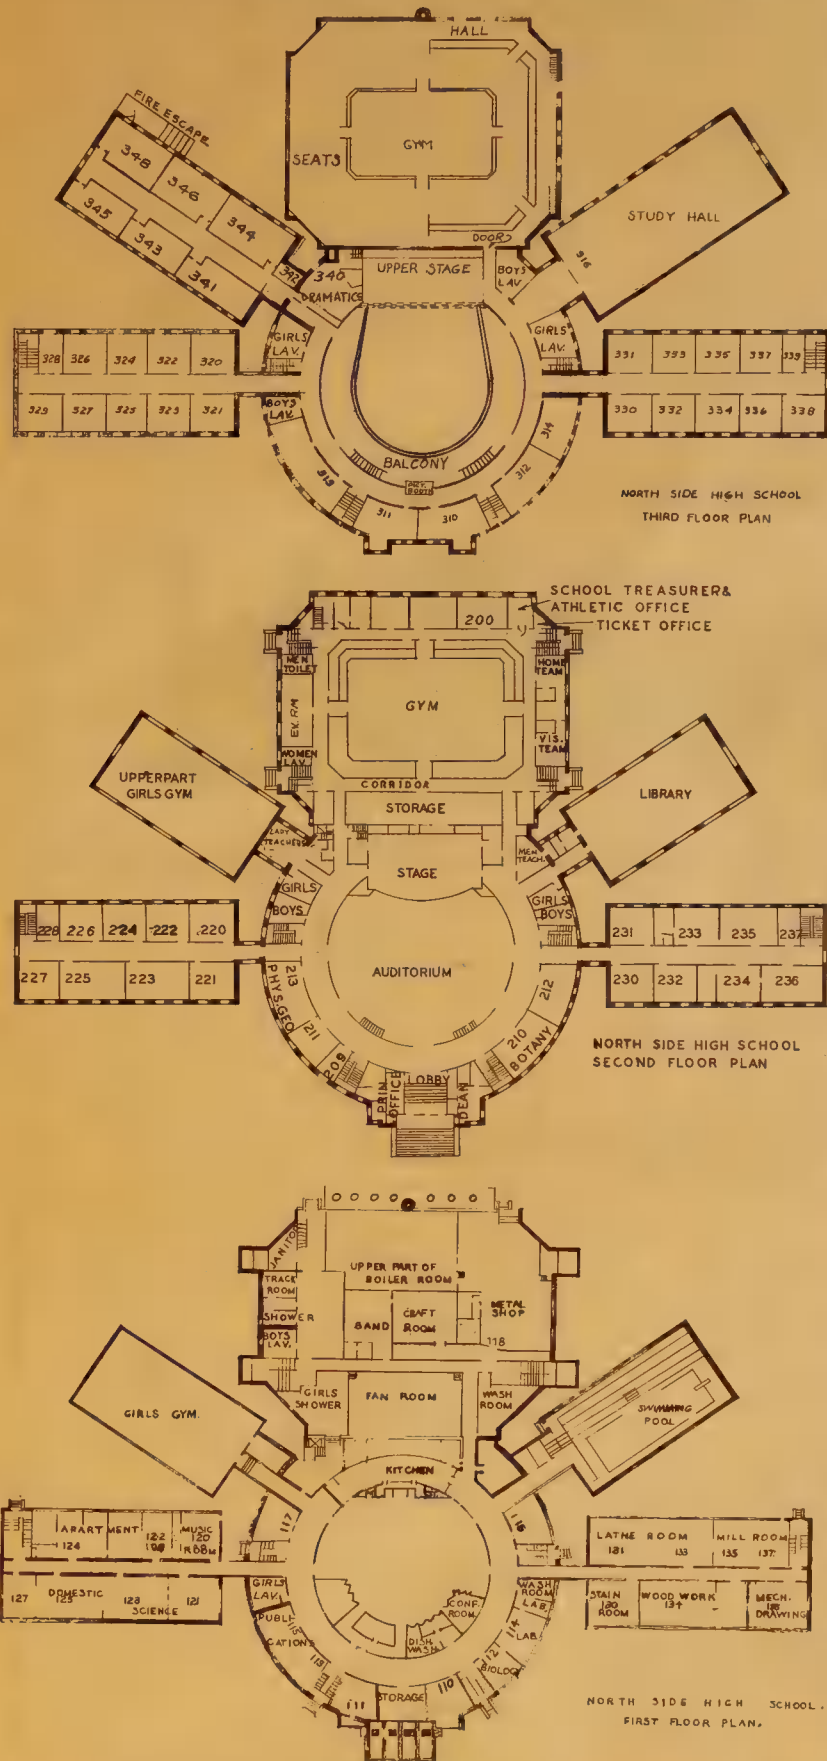 HALL
FIRE ESCAPE
GYM
SEATS
348
346
344
345
343
341
342
340
DRAMATICS
UPPER STAGE
DOOR
BOYS
LAV.
316
STUDY HALL
GIRLS
LAV.
GIRLS
LAV.
328 326 324 322 320
329 327 325 323 321
BOYS
LAV.
331 333 335 337 339
330 332 334 336 338
BALCONY
313
311
310
312
314
NORTH SIDE HIGH SCHOOL
THIRD FLOOR PLAN
SCHOOL TREASURER &
ATHLETIC OFFICE
TICKET OFFICE
200
MEN
TOILET
HOME
TEAM
GYM
EX. RM
WOMEN
LAV.
VIS.
TEAM
CORRIDOR
STORAGE
UPPERPART
GIRLS GYM
LIBRARY
LADY
TEACHERS
MEN
TEACH.
STAGE
GIRLS
BOYS
GIRLS
BOYS
228 226 224 222 220
227 225 223 221
231 233 235 237
230 232 234 236
AUDITORIUM
213
PHYS. GEO
211
209
212
210
BOTANY
PRIN
OFFICE
LOBBY
DEAN
NORTH SIDE HIGH SCHOOL
SECOND FLOOR PLAN
JANITOR
UPPER PART OF
BOILER ROOM
TRACK
ROOM
SHOWER
BOYS
LAV.
BAND
CRAFT
ROOM
METAL
SHOP
118
GIRLS
SHOWER
FAN ROOM
WASH
ROOM
GIRLS GYM.
SWIMMING
POOL
KITCHEN
117
116
APARTMENT
124
122
MUSIC
120
127
DOMESTIC
SCIENCE
125
123
121
LATHE ROOM
131 133
MILL ROOM
135 137
STAIN
130
ROOM
WOOD WORK
134
MECH.
DRAWING
GIRLS
LAV.
PUBLI-
CATIONS
115
113
111
STORAGE
110
112
BIOLOGY
114
LAB.
LAB.
WASH
ROOM
CONF.
ROOM
DISH
WASH.
NORTH SIDE HIGH SCHOOL.
FIRST FLOOR PLAN.